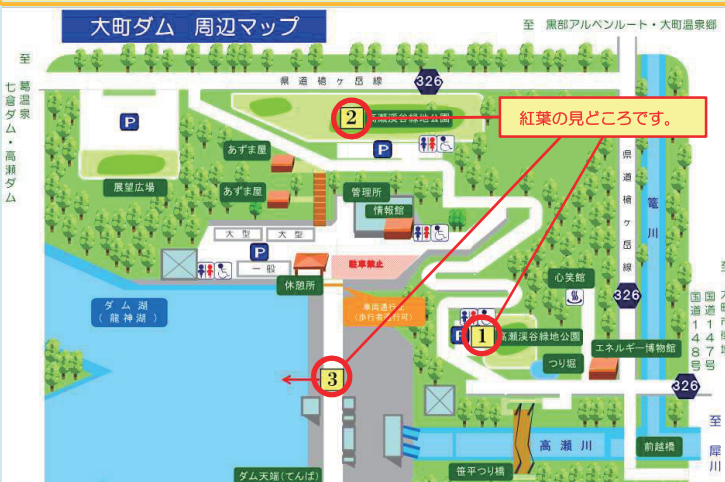 大町ダム 周辺マップ
至 黒部アルペンルート・大町温泉郷
至 葛温泉
七倉ダム・高瀬ダム
県道槍ヶ岳線
326
2
高瀬渓谷緑地公園
紅葉の見どころです。
P
P
あずま屋
展望広場
あずま屋
管理所
情報館
県道槍ヶ岳線
籠川
大型
大型
P
一般
駐車禁止
休憩所
心笑館
326
ダム湖
(龍神湖)
車両通行止
(歩行者通行可)
P
1
高瀬渓谷緑地公園
エネルギー博物館
つり堀
国道147号
国道148号
3
326
至 犀川
高瀬川
前越橋
ダム天端(てんば)
笹平つり橋